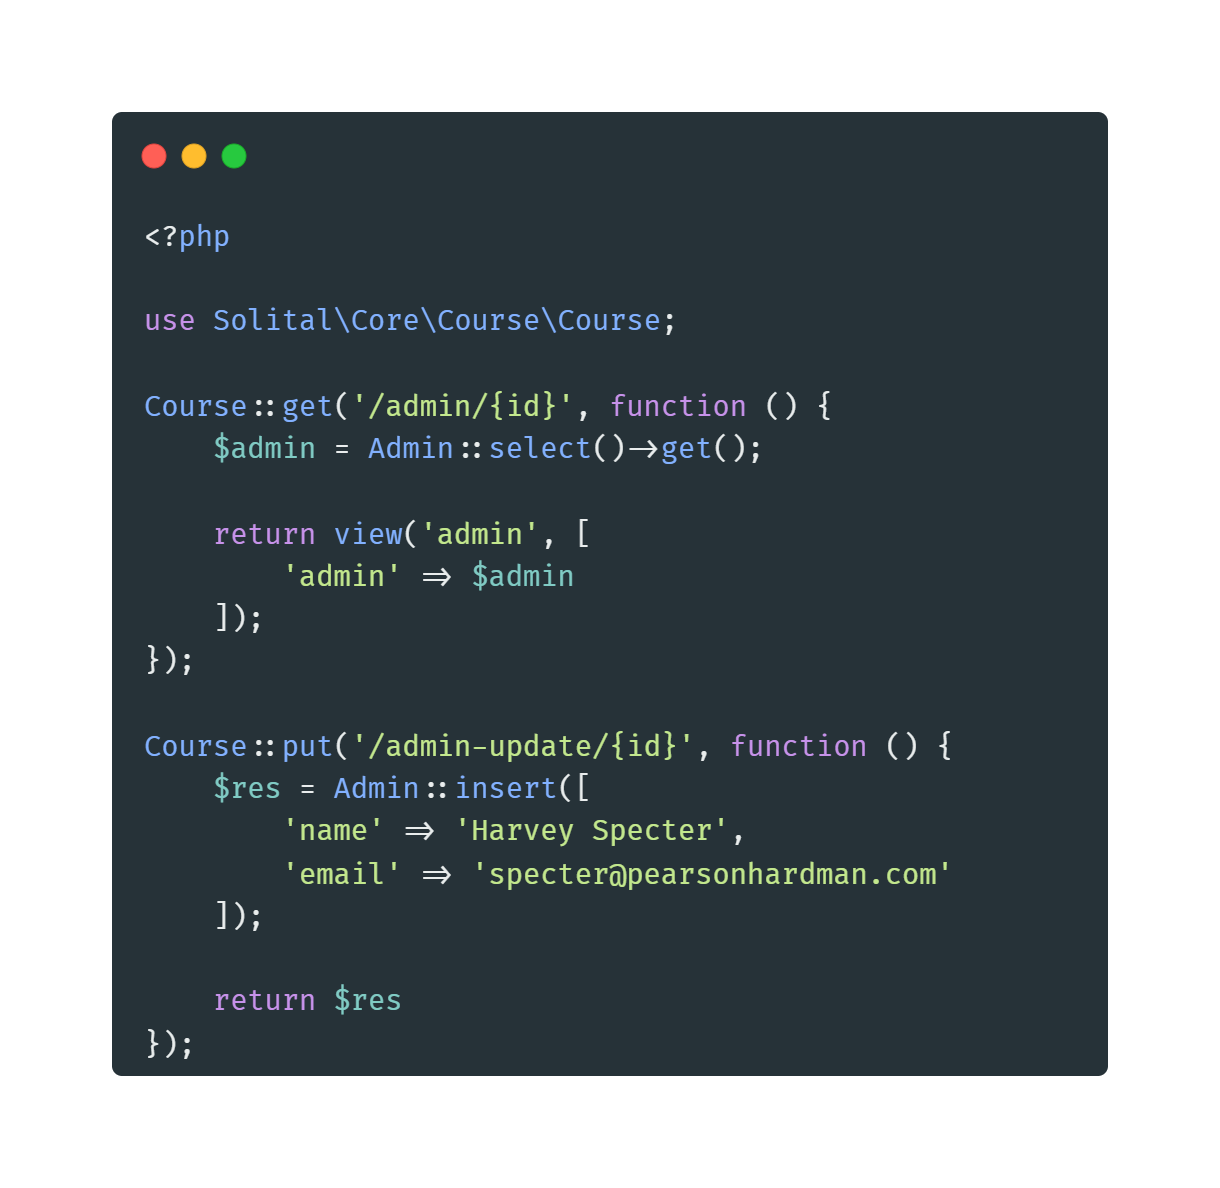 <?php
use Solital\Core\Course\Course;
Course::get('/admin/{id}', function () {
    $admin = Admin::select()->get();
    return view('admin', [
        'admin' => $admin
    ]);
});
Course::put('/admin-update/{id}', function () {
    $res = Admin::insert([
        'name' => 'Harvey Specter',
        'email' => 'specter@pearsonhardman.com'
    ]);
    return $res
});